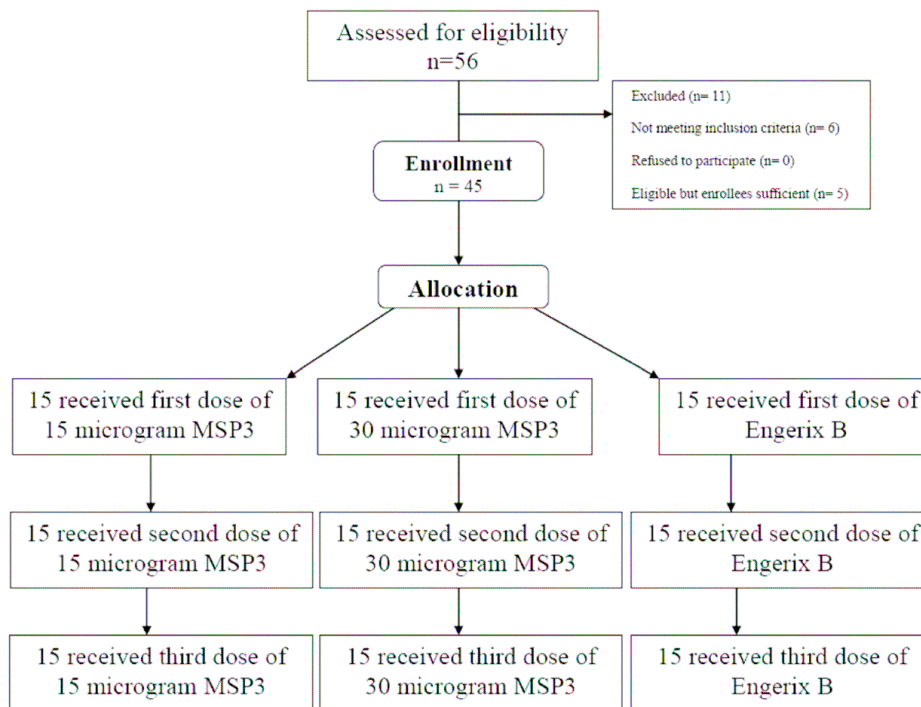 Assessed for eligibility
n=56
Excluded (n= 11)
Not meeting inclusion criteria (n= 6)
Refused to participate (n= 0)
Eligible but enrollees sufficient (n= 5)
Enrollment
n = 45
Allocation
15 received first dose of
15 microgram MSP3
15 received first dose of
30 microgram MSP3
15 received first dose of
Engerix B
15 received second dose of
15 microgram MSP3
15 received second dose of
30 microgram MSP3
15 received second dose of
Engerix B
15 received third dose of
15 microgram MSP3
15 received third dose of
30 microgram MSP3
15 received third dose of
Engerix B